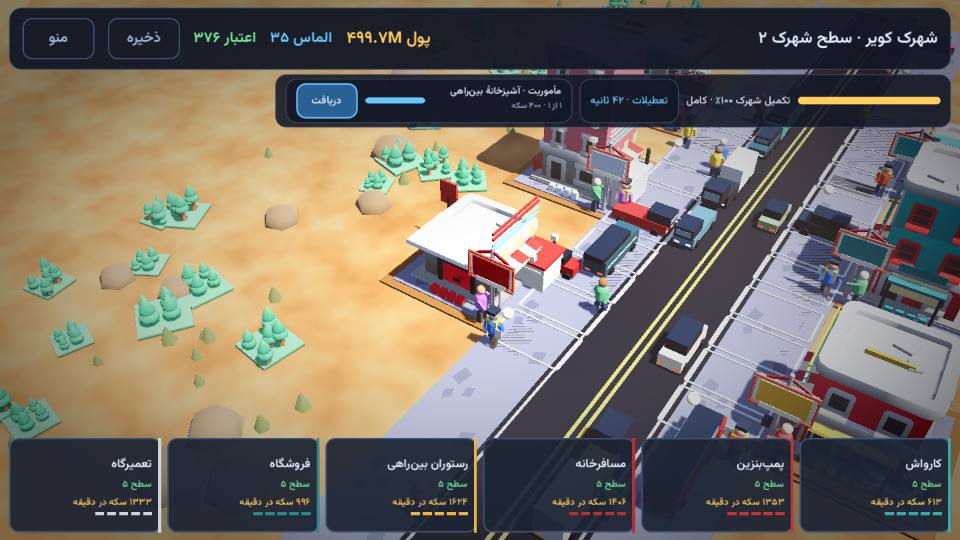 شهرک کویر · سطح شهرک ۲
پول ۴۹۹.۷M
الماس ۳۵
اعتبار ۳۷۶
ذخیره
منو
تکمیل شهرک ۱۰۰٪ · کامل
تعطیلات · ۴۲ ثانیه
مأموریت · آشپزخانهٔ بین‌راهی
۱ از ۱ · ۴۰۰ سکه
دریافت
کارواش
سطح ۵
۶۱۳ سکه در دقیقه
پمپ‌بنزین
سطح ۵
۱۳۵۳ سکه در دقیقه
مسافرخانه
سطح ۵
۱۴۰۶ سکه در دقیقه
رستوران بین‌راهی
سطح ۵
۱۶۲۴ سکه در دقیقه
فروشگاه
سطح ۵
۹۹۶ سکه در دقیقه
تعمیرگاه
سطح ۵
۱۳۳۳ سکه در دقیقه